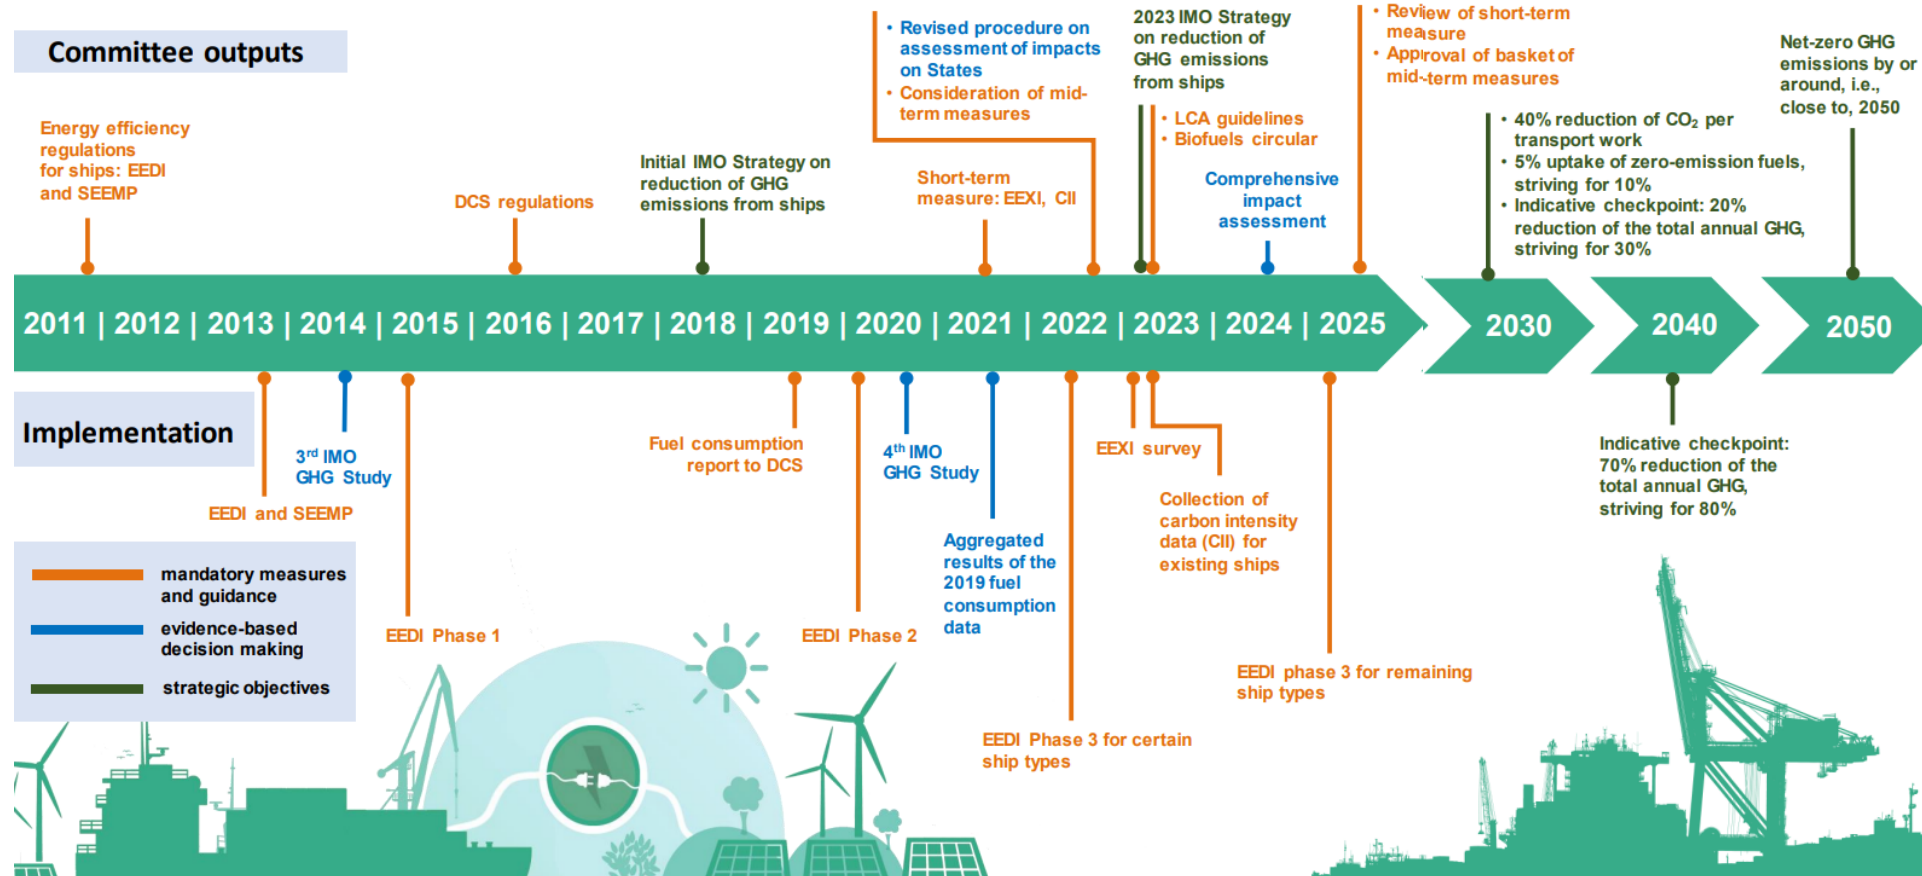 Committee outputs
Energy efficiency
regulations
for ships: EEDI
and SEEMP
DCS regulations
Initial IMO Strategy on
reduction of GHG
emissions from ships
• Revised procedure on
assessment of impacts
on States
• Consideration of mid-
term measures
Short-term
measure: EEXI, CII
2023 IMO Strategy
on reduction of
GHG emissions
from ships
• LCA guidelines
• Biofuels circular
Comprehensive
impact
assessment
• Review of short-term
measure
• Approval of basket of
mid-term measures
• 40% reduction of CO₂ per
transport work
• 5% uptake of zero-emission fuels,
striving for 10%
• Indicative checkpoint: 20%
reduction of the total annual GHG,
striving for 30%
Net-zero GHG
emissions by or
around, i.e.,
close to, 2050
2011 | 2012 | 2013 | 2014 | 2015 | 2016 | 2017 | 2018 | 2019 | 2020 | 2021 | 2022 | 2023 | 2024 | 2025
2030
2040
2050
Implementation
EEDI and SEEMP
3rd IMO
GHG Study
EEDI Phase 1
Fuel consumption
report to DCS
EEDI Phase 2
4th IMO
GHG Study
Aggregated
results of the
2019 fuel
consumption
data
EEDI Phase 3 for certain
ship types
EEXI survey
Collection of
carbon intensity
data (CII) for
existing ships
EEDI phase 3 for remaining
ship types
Indicative checkpoint:
70% reduction of the
total annual GHG,
striving for 80%
mandatory measures
and guidance
evidence-based
decision making
strategic objectives